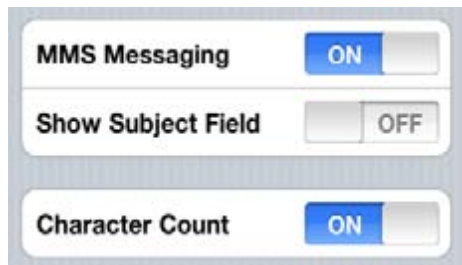 MMS Messaging ON
Show Subject Field OFF
Character Count ON